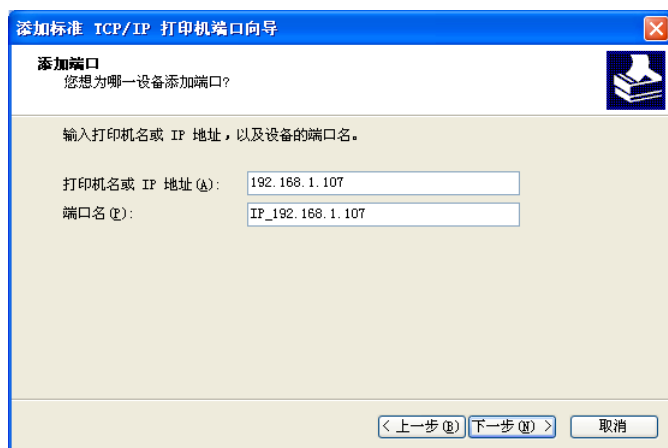 添加标准 TCP/IP 打印机端口向导
添加端口
您想为哪一设备添加端口?
输入打印机名或 IP 地址，以及设备的端口名。
打印机名或 IP 地址(A): 192.168.1.107
端口名(P): IP_192.168.1.107
< 上一步(B) 下一步(N) > 取消